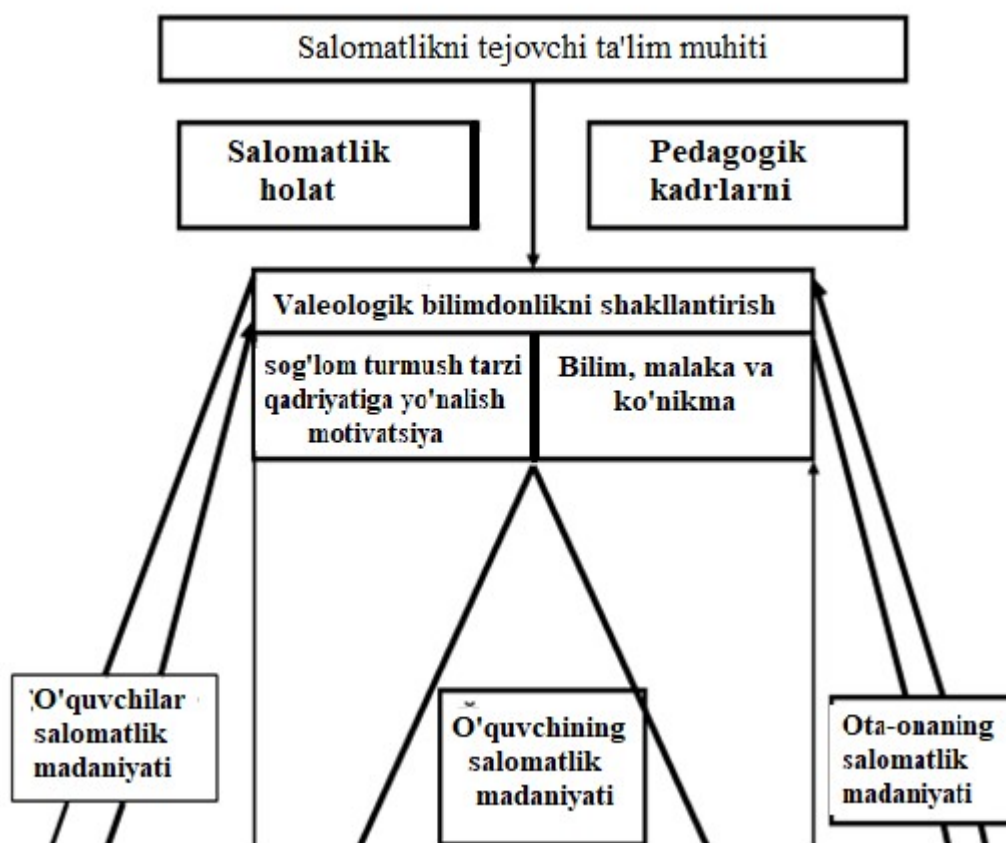 Salomatlikni tejovchi ta'lim muhiti
Salomatlik
holat
Pedagogik
kadrlarni
Valeologik bilimdonlikni shakllantirish
sog'lom turmush tarzi
qadriyatiga yo'nalish
motivatsiya
Bilim, malaka va
ko'nikma
O'quvchilar
salomatlik
madaniyati
O'quvchining
salomatlik
madaniyati
Ota-onaning
salomatlik
madaniyati